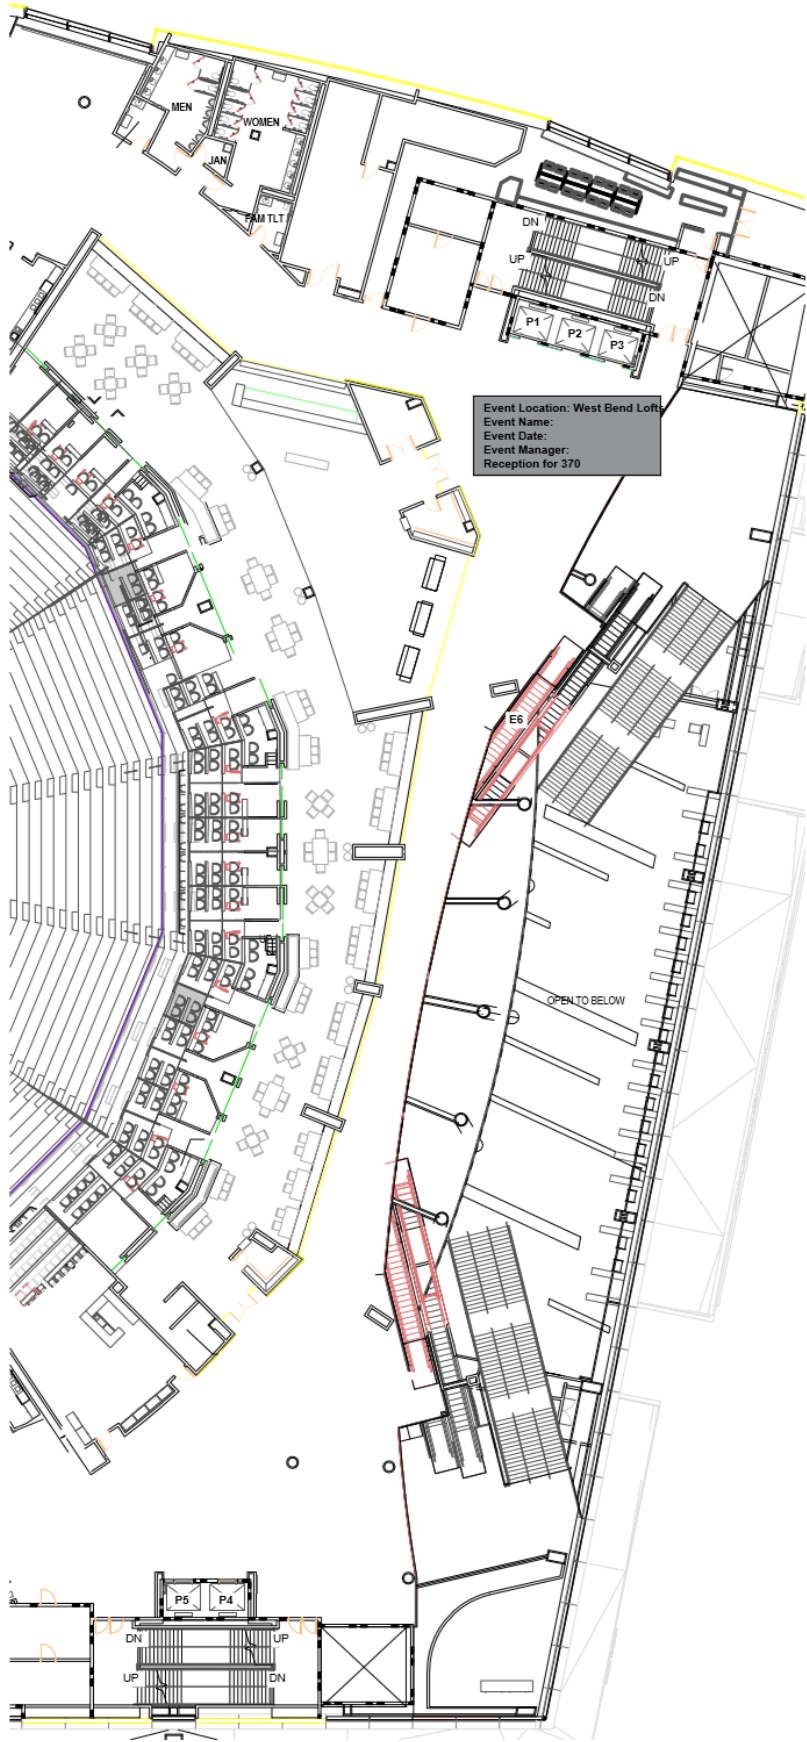 MEN
WOMEN
JAN
FAM TLT
DN
UP
UP
DN
P1
P2
P3
Event Location: West Bend Lofts
Event Name:
Event Date:
Event Manager:
Reception for 370
E6
OPEN TO BELOW
P5
P4
DN
UP
UP
DN